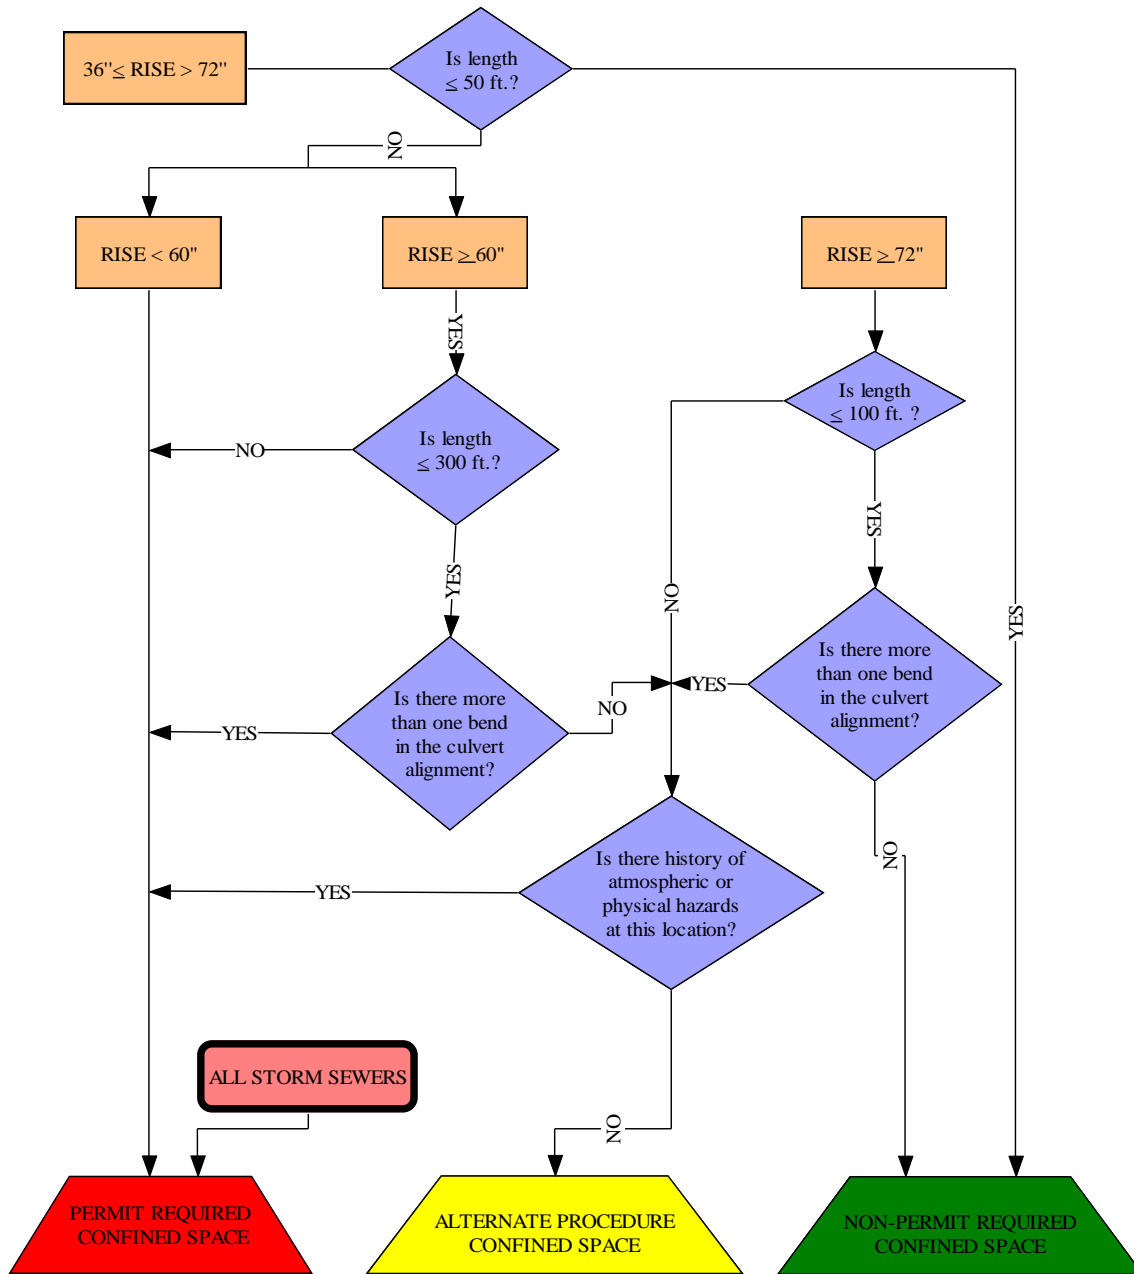 36"≤ RISE > 72"
Is length
≤ 50 ft.?
NO
RISE < 60"
RISE ≥ 60"
RISE ≥ 72"
YES
Is length
≤ 100 ft. ?
Is length
≤ 300 ft.?
NO
YES
YES
NO
YES
Is there more
than one bend
in the culvert
alignment?
YES
Is there more
than one bend
in the culvert
alignment?
NO
YES
NO
Is there history of
atmospheric or
physical hazards
at this location?
YES
ALL STORM SEWERS
NO
PERMIT REQUIRED
CONFINED SPACE
ALTERNATE PROCEDURE
CONFINED SPACE
NON-PERMIT REQUIRED
CONFINED SPACE